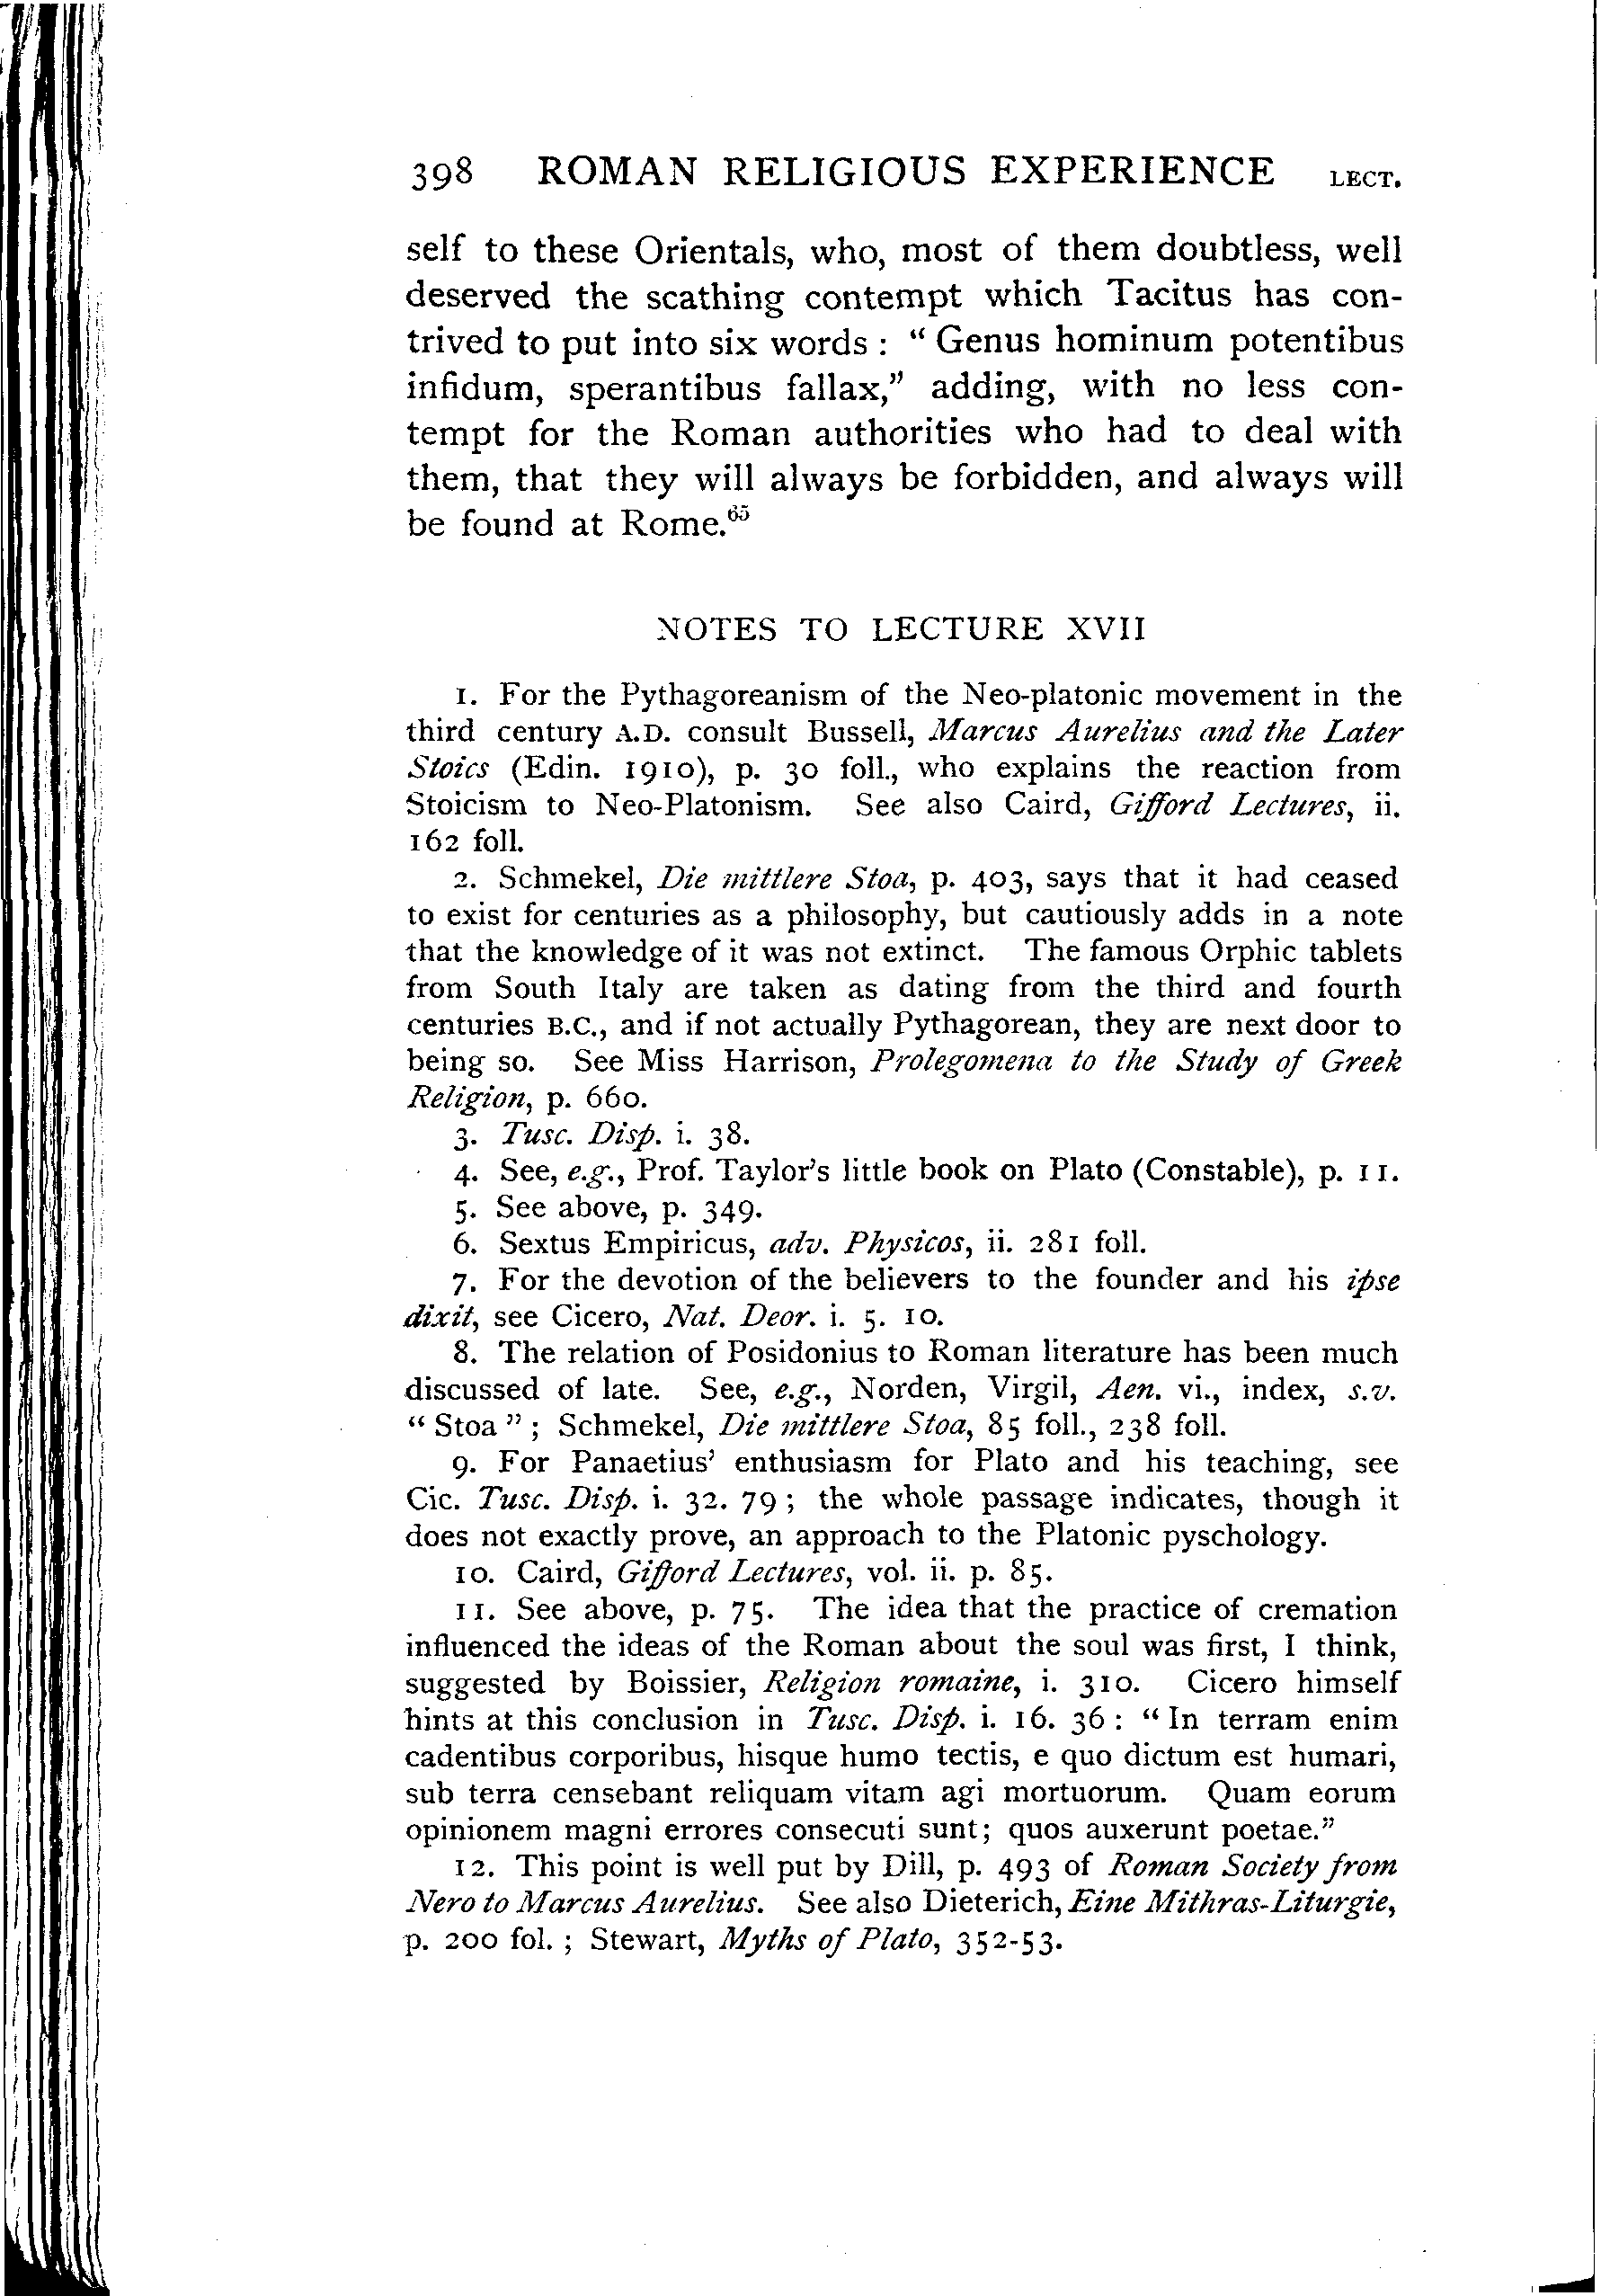 398 ROMAN RELIGIOUS EXPERIENCE LECT.
self to these Orientals, who, most of them doubtless, well
deserved the scathing contempt which Tacitus has con-
trived to put into six words : “ Genus hominum potentibus
infidum, sperantibus fallax,” adding, with no less con-
tempt for the Roman authorities who had to deal with
them, that they will always be forbidden, and always will
be found at Rome.⁶⁵
NOTES TO LECTURE XVII
1. For the Pythagoreanism of the Neo-platonic movement in the
third century A.D. consult Bussell, Marcus Aurelius and the Later
Stoics (Edin. 1910), p. 30 foll., who explains the reaction from
Stoicism to Neo-Platonism. See also Caird, Gifford Lectures, ii.
162 foll.
2. Schmekel, Die mittlere Stoa, p. 403, says that it had ceased
to exist for centuries as a philosophy, but cautiously adds in a note
that the knowledge of it was not extinct. The famous Orphic tablets
from South Italy are taken as dating from the third and fourth
centuries B.C., and if not actually Pythagorean, they are next door to
being so. See Miss Harrison, Prolegomena to the Study of Greek
Religion, p. 660.
3. Tusc. Disp. i. 38.
4. See, e.g., Prof. Taylor’s little book on Plato (Constable), p. 11.
5. See above, p. 349.
6. Sextus Empiricus, adv. Physicos, ii. 281 foll.
7. For the devotion of the believers to the founder and his ipse
dixit, see Cicero, Nat. Deor. i. 5. 10.
8. The relation of Posidonius to Roman literature has been much
discussed of late. See, e.g., Norden, Virgil, Aen. vi., index, s.v.
“ Stoa ” ; Schmekel, Die mittlere Stoa, 85 foll., 238 foll.
9. For Panaetius’ enthusiasm for Plato and his teaching, see
Cic. Tusc. Disp. i. 32. 79 ; the whole passage indicates, though it
does not exactly prove, an approach to the Platonic pyschology.
10. Caird, Gifford Lectures, vol. ii. p. 85.
11. See above, p. 75. The idea that the practice of cremation
influenced the ideas of the Roman about the soul was first, I think,
suggested by Boissier, Religion romaine, i. 310. Cicero himself
hints at this conclusion in Tusc. Disp. i. 16. 36 : “ In terram enim
cadentibus corporibus, hisque humo tectis, e quo dictum est humari,
sub terra censebant reliquam vitam agi mortuorum. Quam eorum
opinionem magni errores consecuti sunt; quos auxerunt poetae.”
12. This point is well put by Dill, p. 493 of Roman Society from
Nero to Marcus Aurelius. See also Dieterich, Eine Mithras-Liturgie,
p. 200 fol. ; Stewart, Myths of Plato, 352-53.